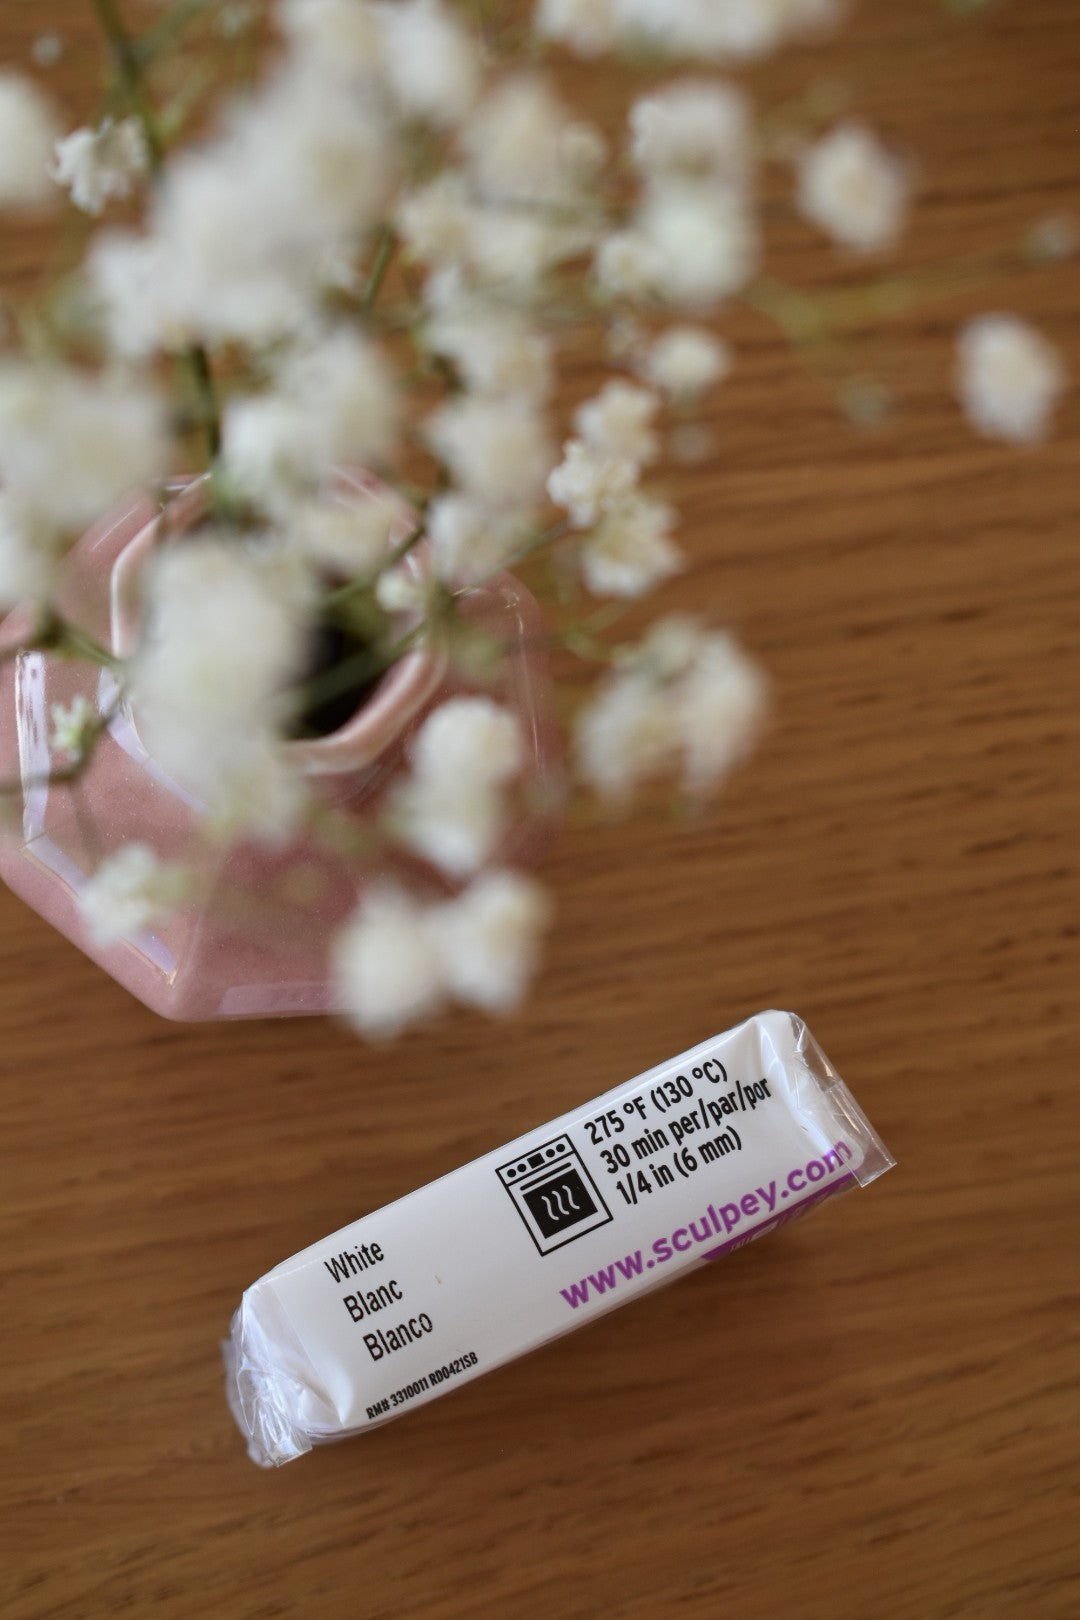 275 °F (130 °C)
30 min per/par/por
1/4 in (6 mm)
www.sculpey.com
White
Blanc
Blanco
RM# 3310011 RD0421SB